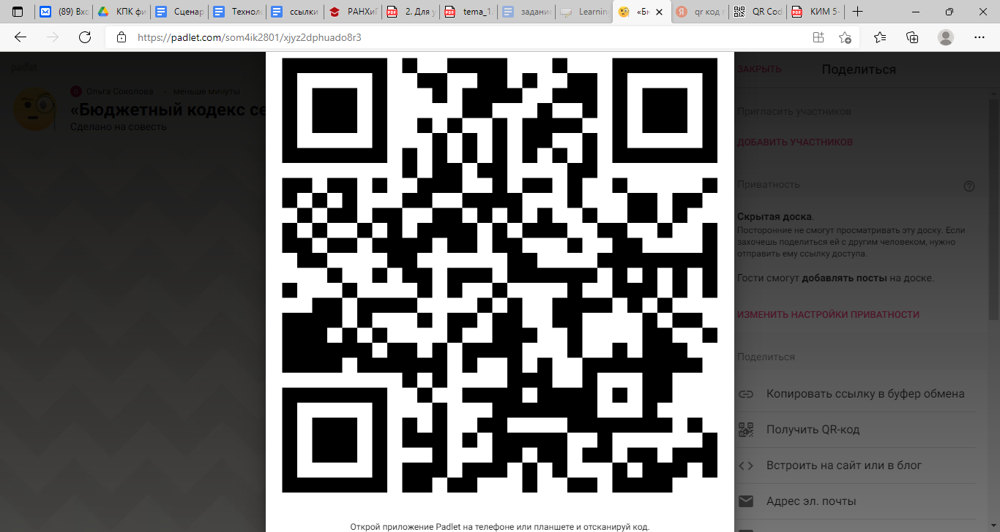 (89) Вхо
КПК фи
Сценар
Техноло
ссылки
РАНХиГ
2. Для у
tema_1.
задание
Learning
«Бю
qr код г
QR Cod
КИМ 5-
https://padlet.com/som4ik2801/xjyz2dphuado8r3
padlet
Ольга Соколова • меньше минуты
«Бюджетный кодекс се
Сделано на совесть
ЗАКРЫТЬ
Поделиться
Пригласить участников
ДОБАВИТЬ УЧАСТНИКОВ
Приватность
Скрытая доска.
Посторонние не смогут просматривать эту доску. Если
захочешь поделиться ей с другим человеком, нужно
отправить ему ссылку доступа.
Гости смогут добавлять посты на доске.
ИЗМЕНИТЬ НАСТРОЙКИ ПРИВАТНОСТИ
Поделиться
Копировать ссылку в буфер обмена
Получить QR-код
Встроить на сайт или в блог
Адрес эл. почты
Открой приложение Padlet на телефоне или планшете и отсканируй код.